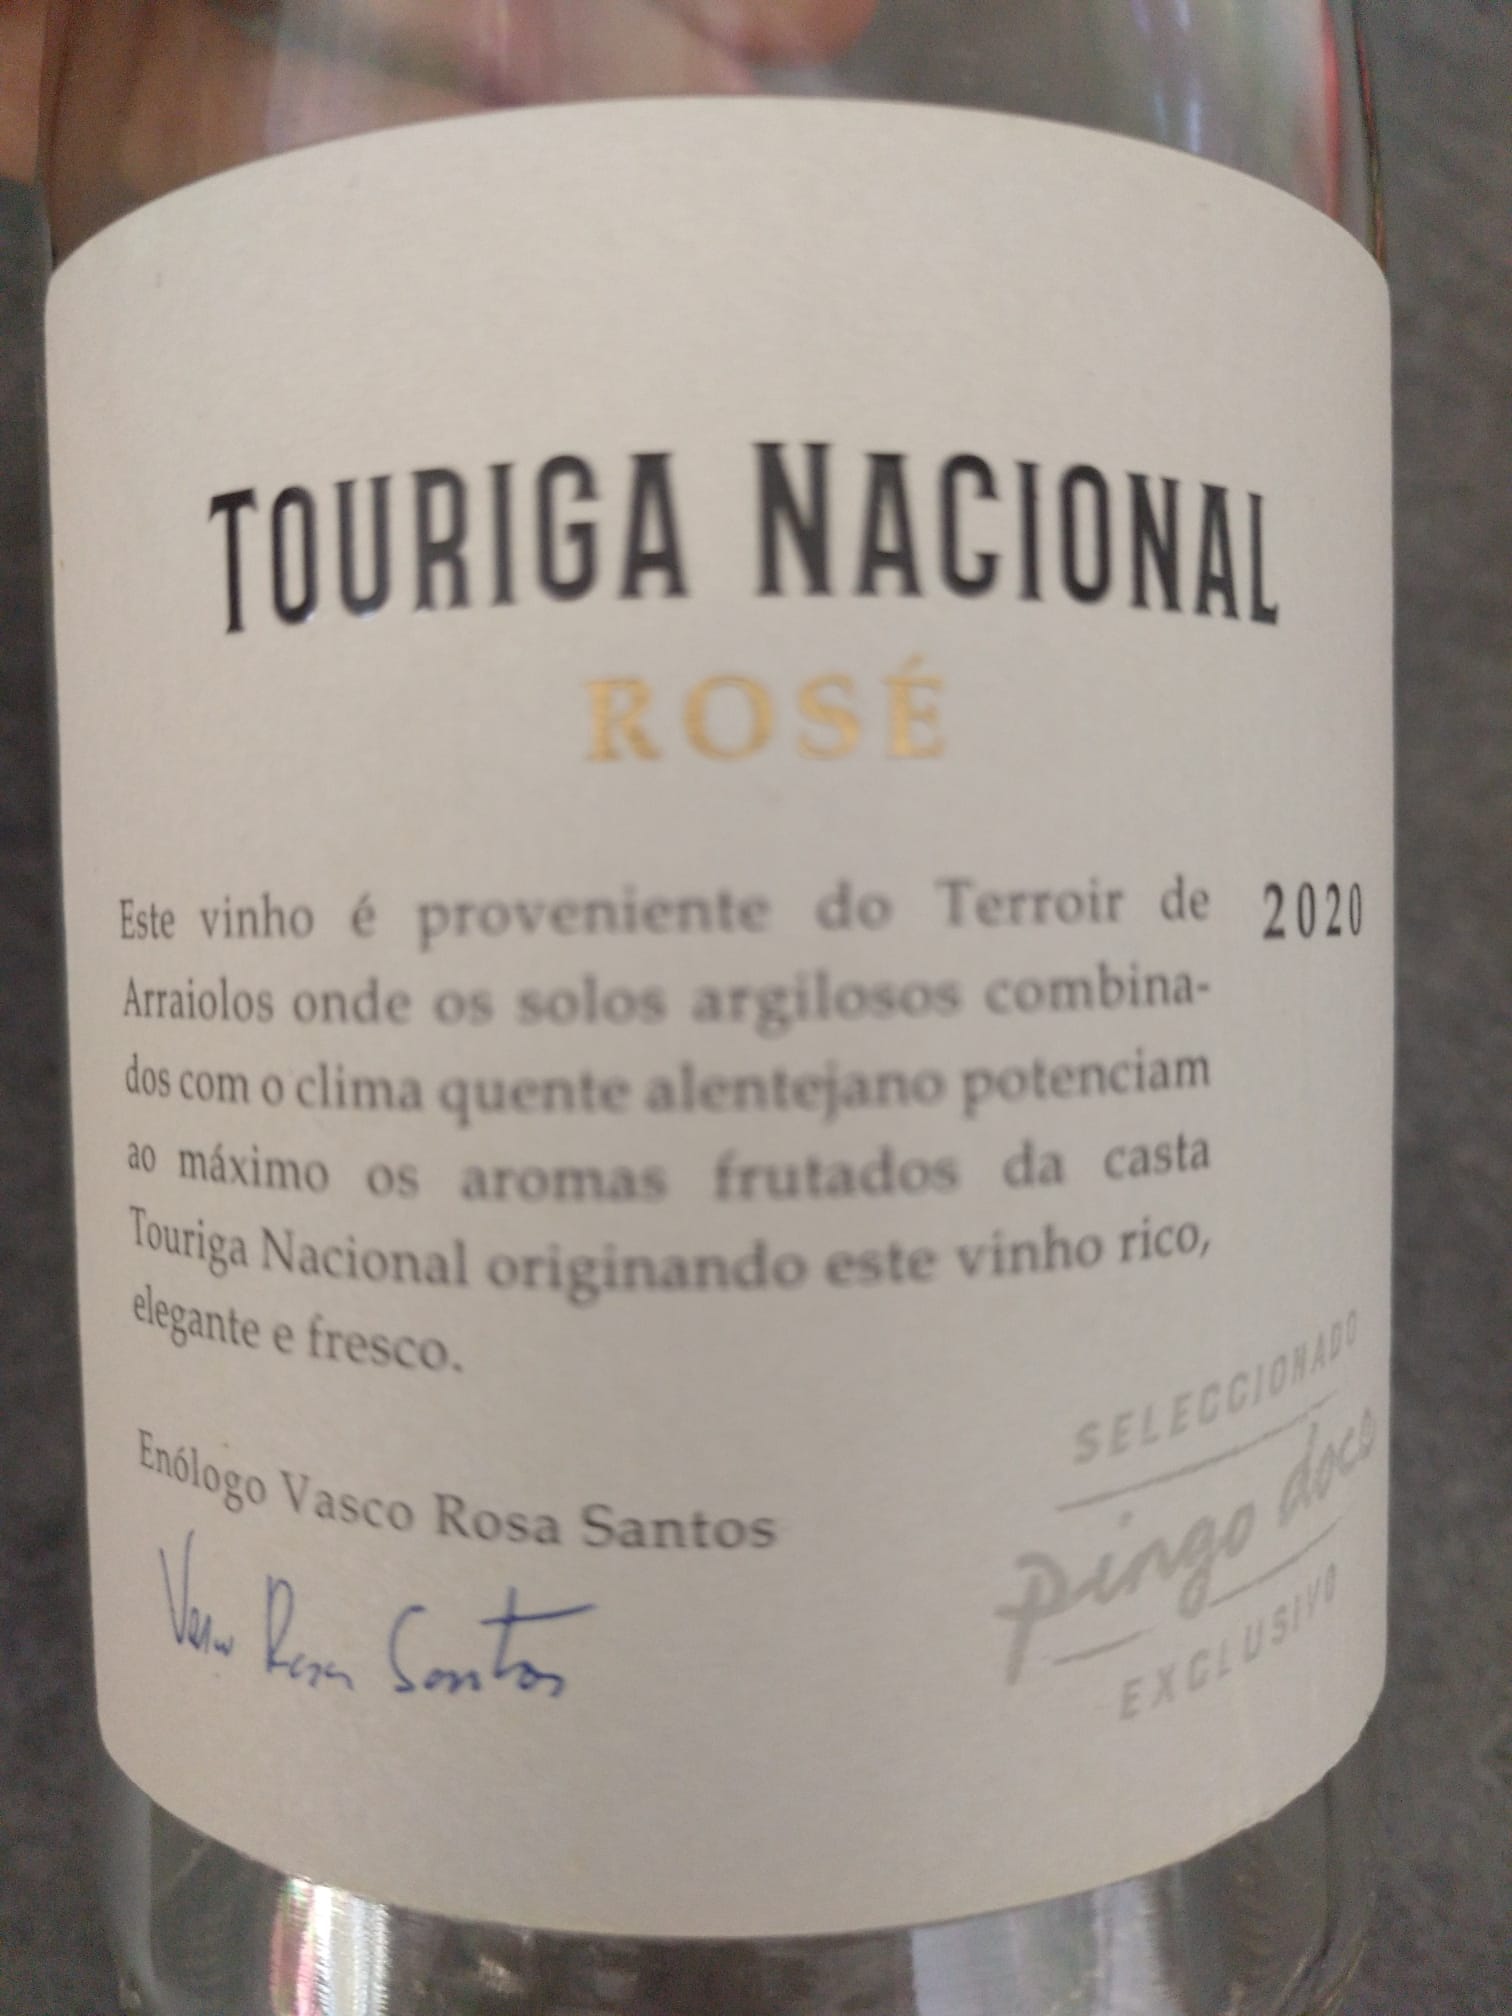 TOURIGA NACIONAL
ROSÉ
Este vinho é proveniente do Terroir de
Arraiolos onde os solos argilosos combina-
dos com o clima quente alentejano potenciam
ao máximo os aromas frutados da casta
Touriga Nacional originando este vinho rico,
elegante e fresco.
2020
Enólogo Vasco Rosa Santos
Vasco Rosa Santos
SELECCIONADO
pingo doce
EXCLUSIVO